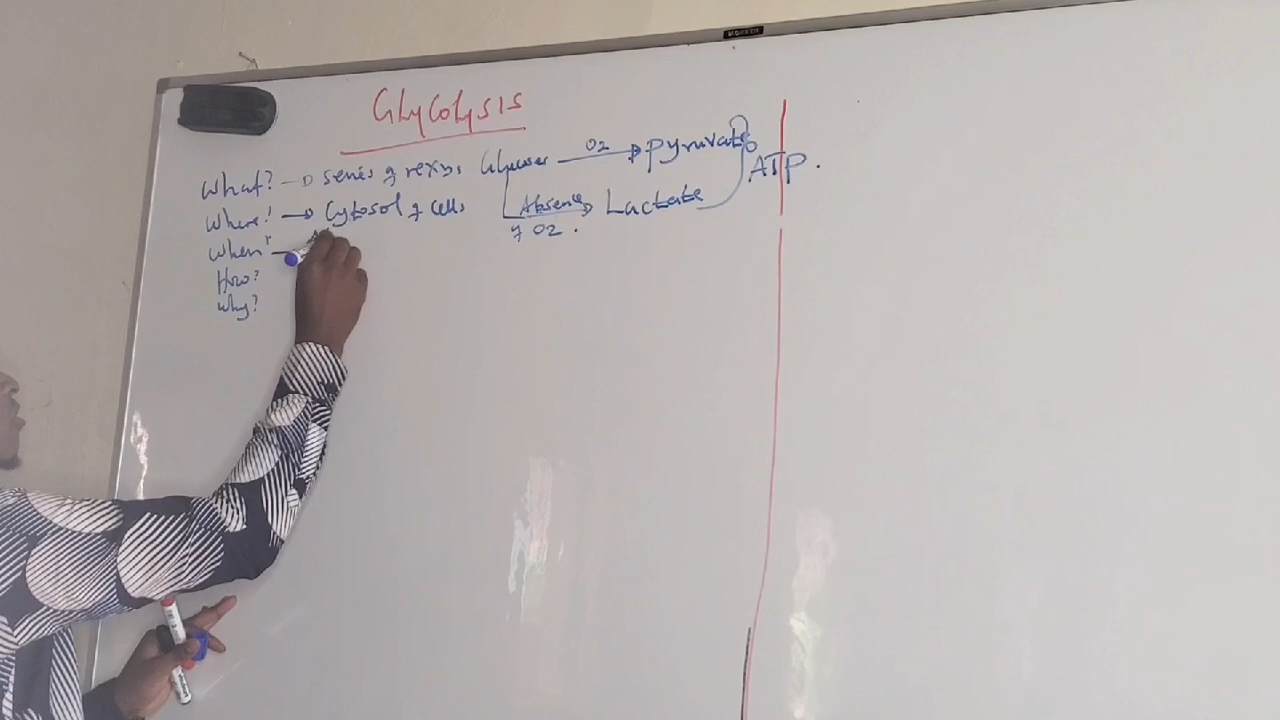 GLycolysis
What? → series of rexns Glucose O2 → Pyruvate
ATP.
Where? → Cytosol of cells Absence of O2. → Lactate
When?
How?
Why?